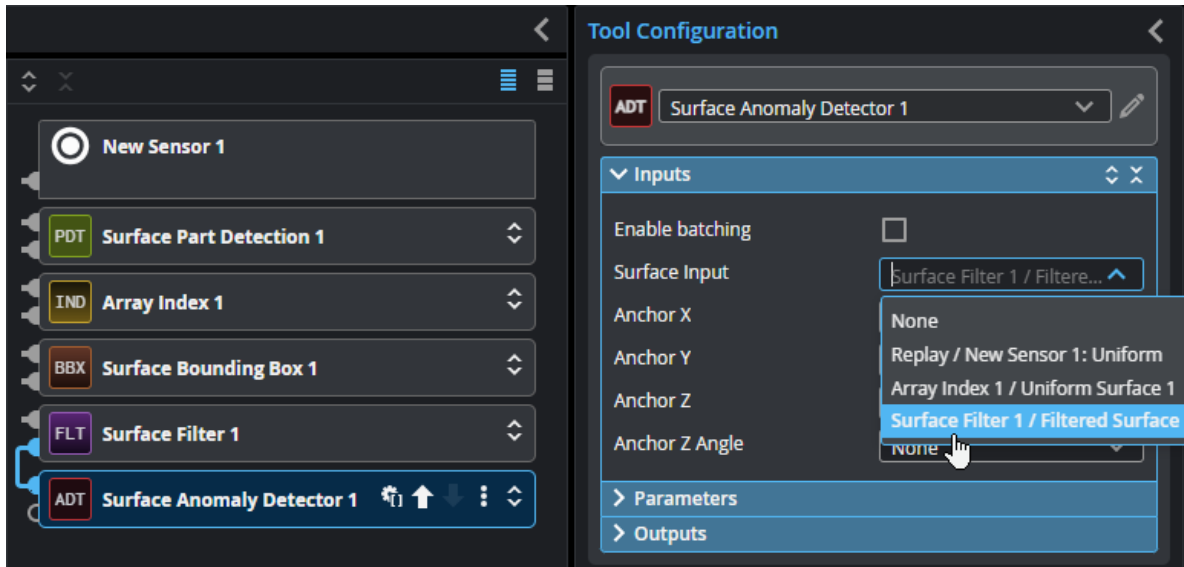 New Sensor 1
PDT Surface Part Detection 1
IND Array Index 1
BBX Surface Bounding Box 1
FLT Surface Filter 1
ADT Surface Anomaly Detector 1
Tool Configuration
ADT Surface Anomaly Detector 1
Inputs
Enable batching
Surface Input Surface Filter 1 / Filtere...
Anchor X
Anchor Y
Anchor Z
Anchor Z Angle None
None
Replay / New Sensor 1: Uniform
Array Index 1 / Uniform Surface 1
Surface Filter 1 / Filtered Surface
Parameters
Outputs